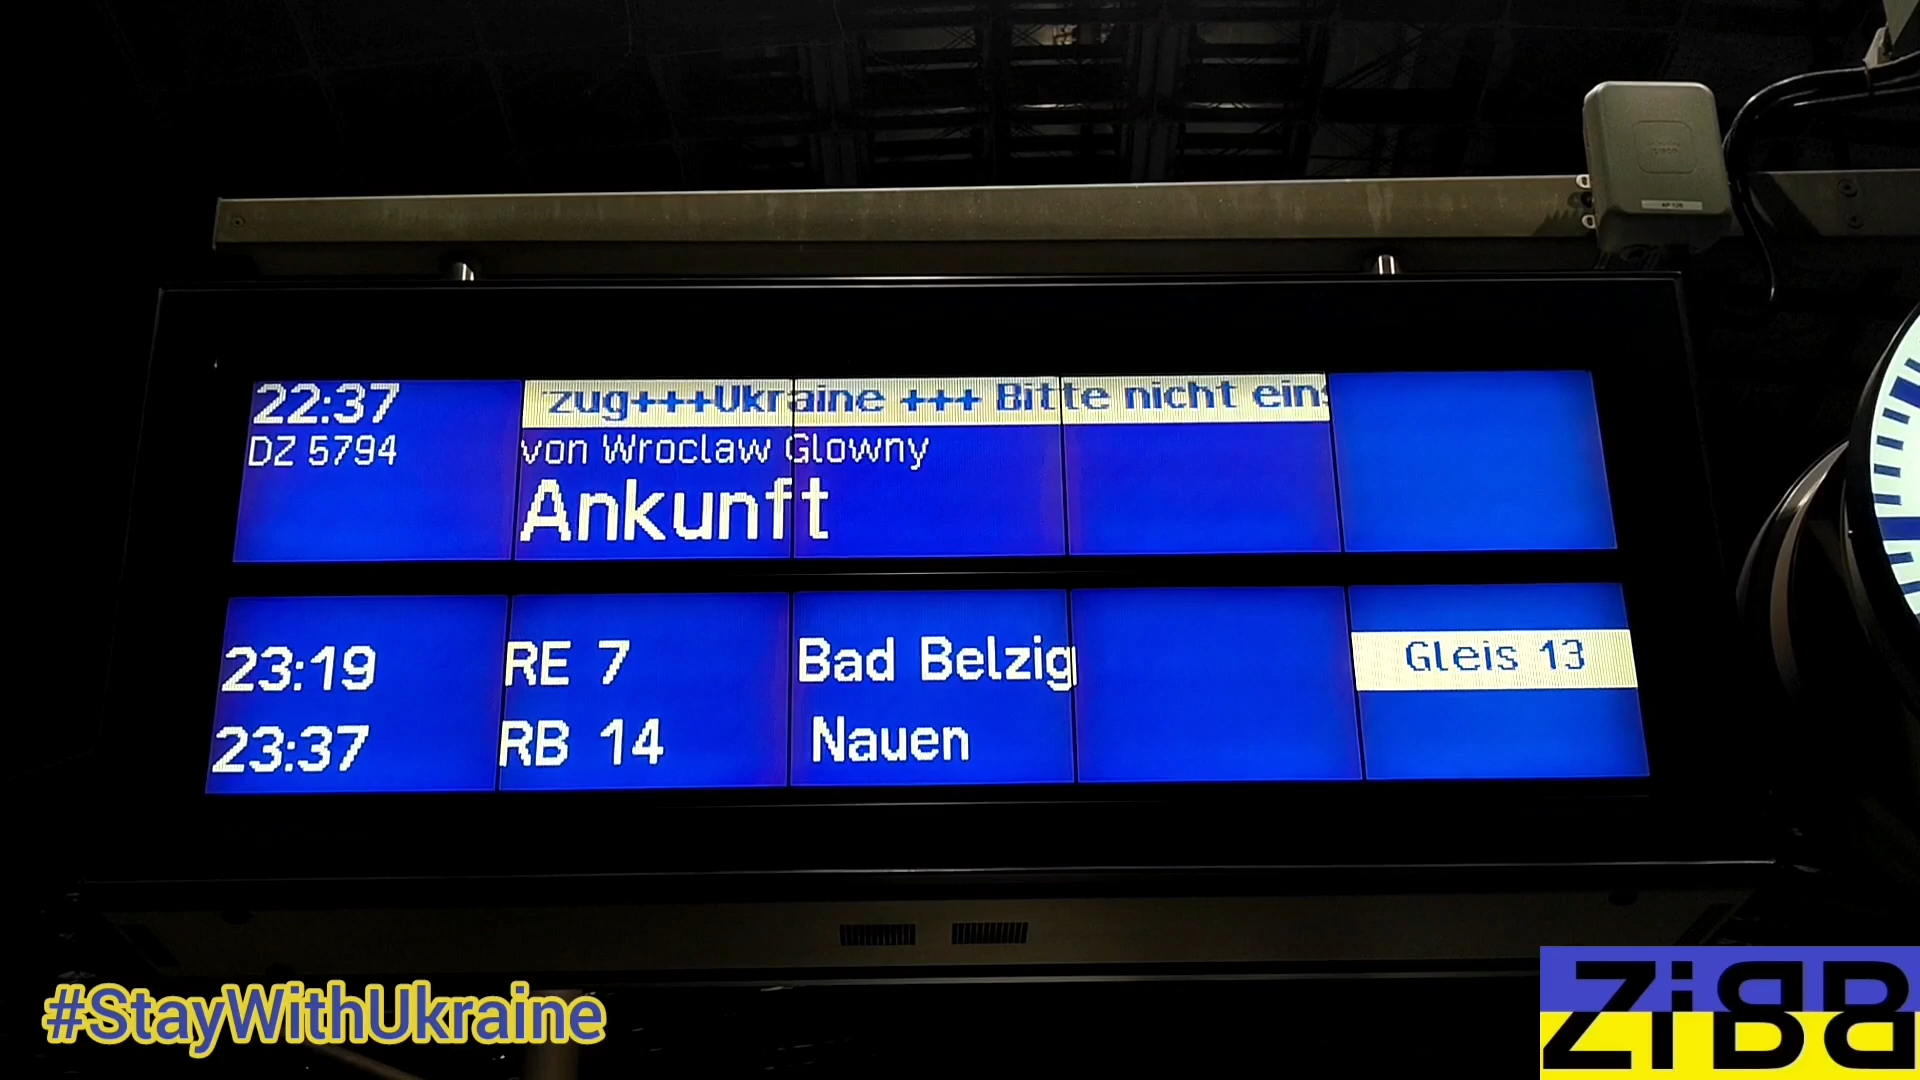 22:37 zug+++Ukraine +++ Bitte nicht eins
DZ 5794 von Wroclaw Glowny
Ankunft
23:19 RE 7 Bad Belzig Gleis 13
23:37 RB 14 Nauen
#StayWithUkraine
ZiBB